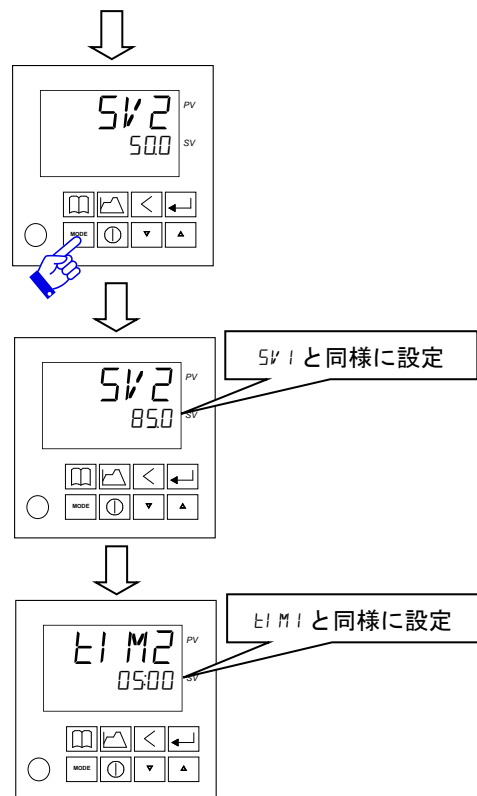 SV2 PV
50.0 SV
MODE
SV1と同様に設定
SV2 PV
85.0 SV
MODE
tIM1と同様に設定
tIM2 PV
05:00 SV
MODE